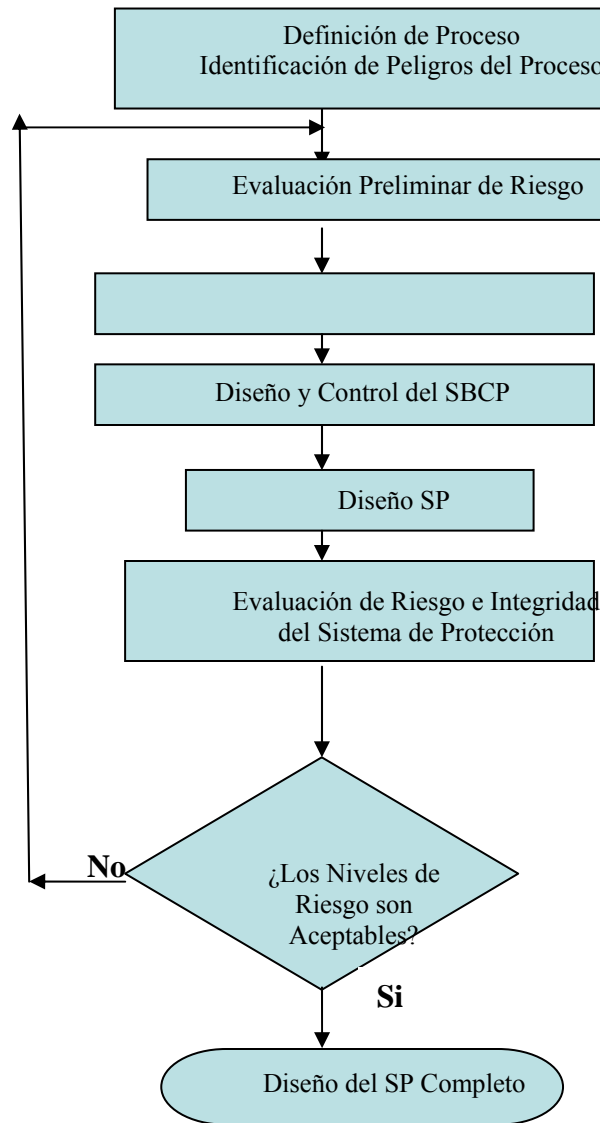 Definición de Proceso
Identificación de Peligros del Proceso
Evaluación Preliminar de Riesgo
Diseño y Control del SBCP
Diseño SP
Evaluación de Riesgo e Integridad
del Sistema de Protección
No
¿Los Niveles de
Riesgo son
Aceptables?
Si
Diseño del SP Completo